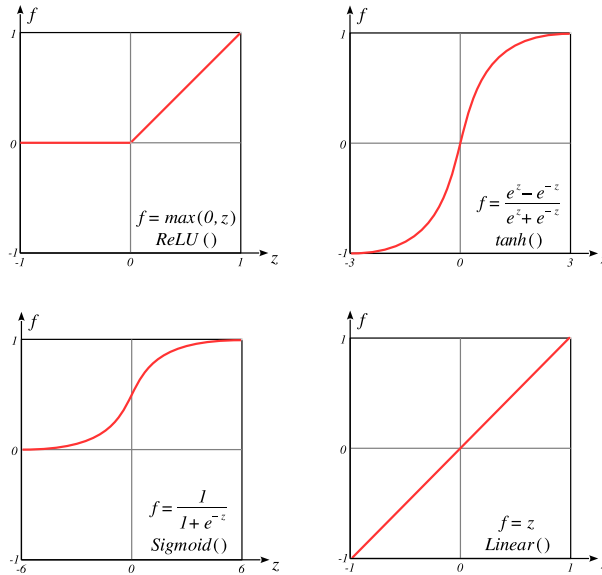 f
1
0
-1
-1
0
1
z
f = max(0, z)
ReLU()
f
1
0
-1
-3
0
3
f = (e^z − e^−z) / (e^z + e^−z)
tanh()
f
1
0
-1
-6
0
6
z
f = 1 / (1 + e^−z)
Sigmoid()
f
1
0
-1
-1
0
1
f = z
Linear()